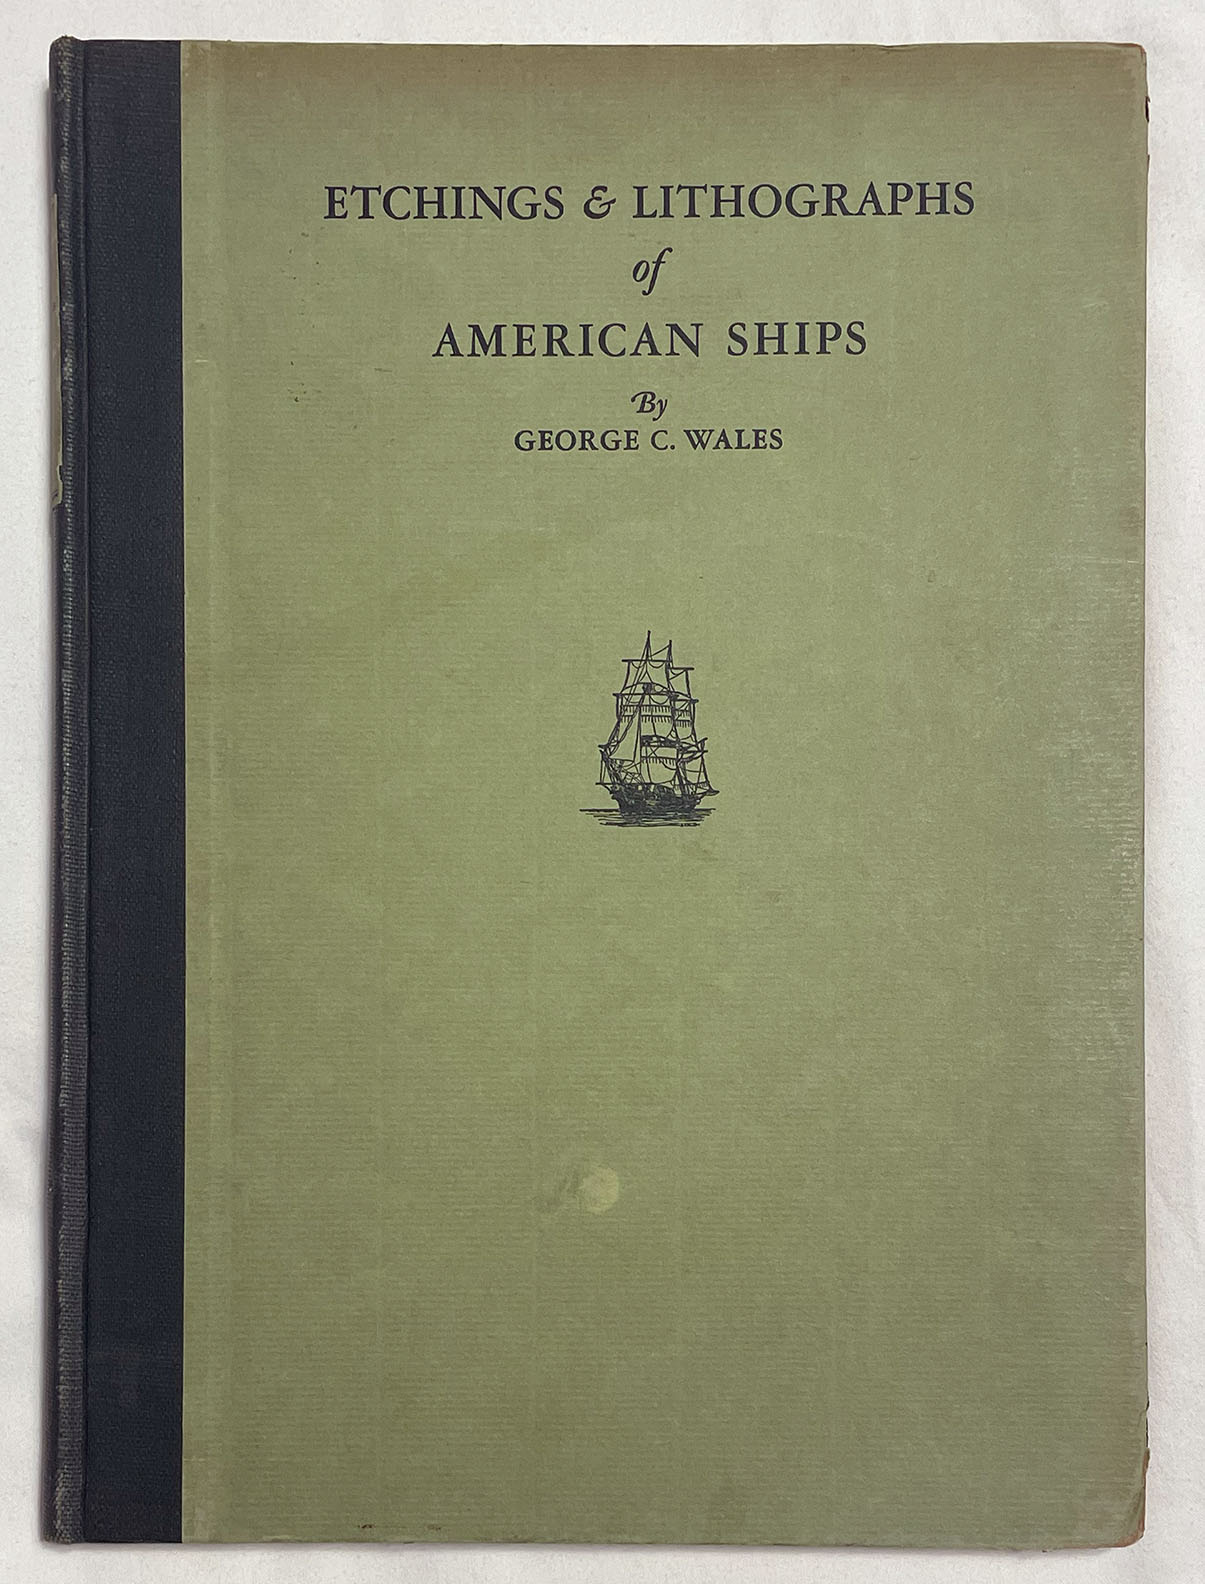 ETCHINGS & LITHOGRAPHS
of
AMERICAN SHIPS
By
GEORGE C. WALES